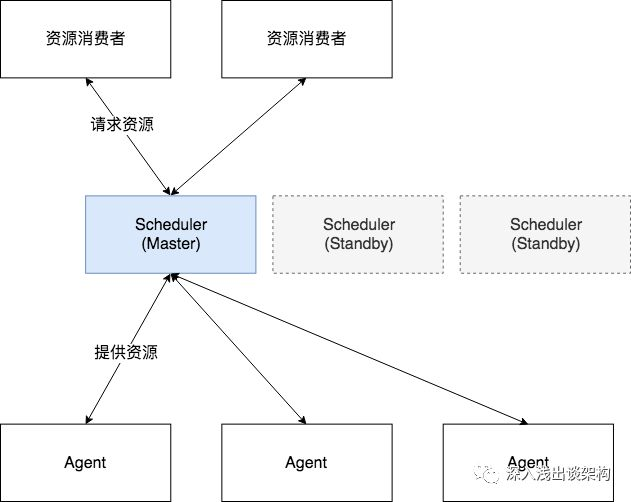 资源消费者
资源消费者
请求资源
Scheduler
(Master)
Scheduler
(Standby)
Scheduler
(Standby)
提供资源
Agent
Agent
Agent
深入浅出谈架构